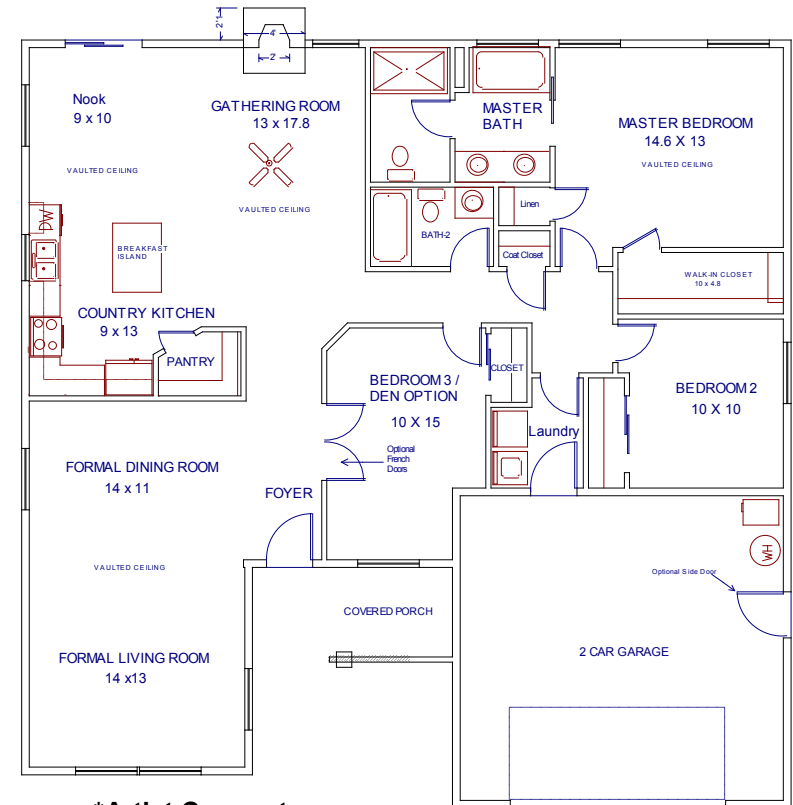 2'1
4'
2'
Nook
9 x 10
GATHERING ROOM
13 x 17.8
MASTER
BATH
MASTER BEDROOM
14.6 X 13
VAULTED CEILING
VAULTED CEILING
VAULTED CEILING
Linen
DW
BATH-2
BREAKFAST
ISLAND
Coat Closet
WALK-IN CLOSET
10 x 4.8
COUNTRY KITCHEN
9 x 13
PANTRY
CLOSET
BEDROOM 3 /
DEN OPTION
10 X 15
BEDROOM 2
10 X 10
Laundry
Optional
French
Doors
FORMAL DINING ROOM
14 x 11
FOYER
WH
VAULTED CEILING
Optional Side Door
COVERED PORCH
FORMAL LIVING ROOM
14 x13
2 CAR GARAGE